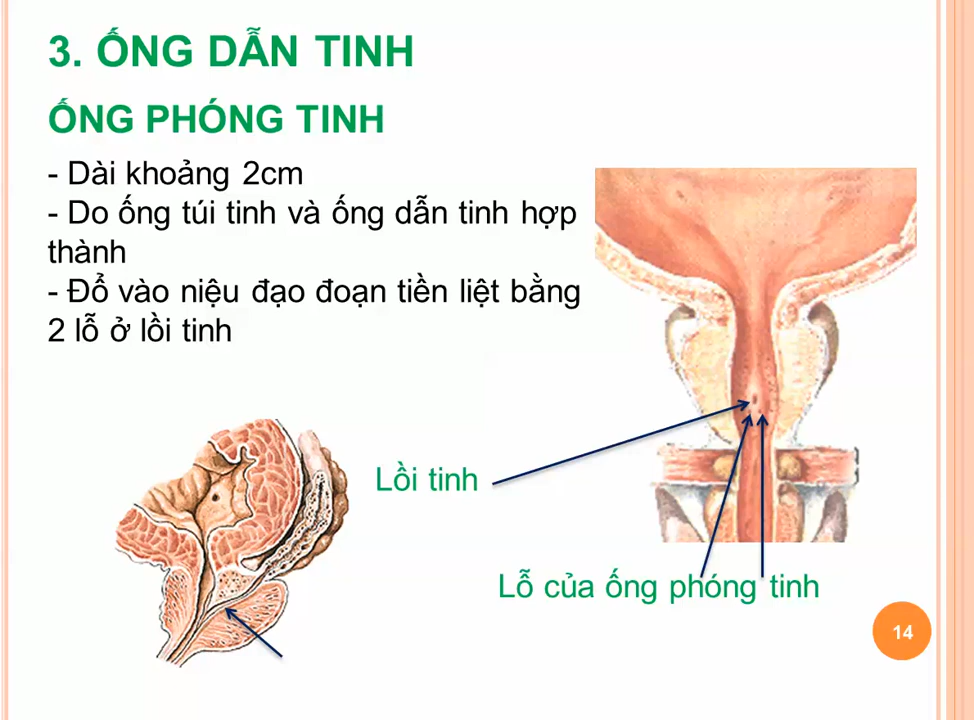 3. ỐNG DẪN TINH
ỐNG PHÓNG TINH
- Dài khoảng 2cm
- Do ống túi tinh và ống dẫn tinh hợp
thành
- Đổ vào niệu đạo đoạn tiền liệt bằng
2 lỗ ở lồi tinh
Lồi tinh
Lỗ của ống phóng tinh
14